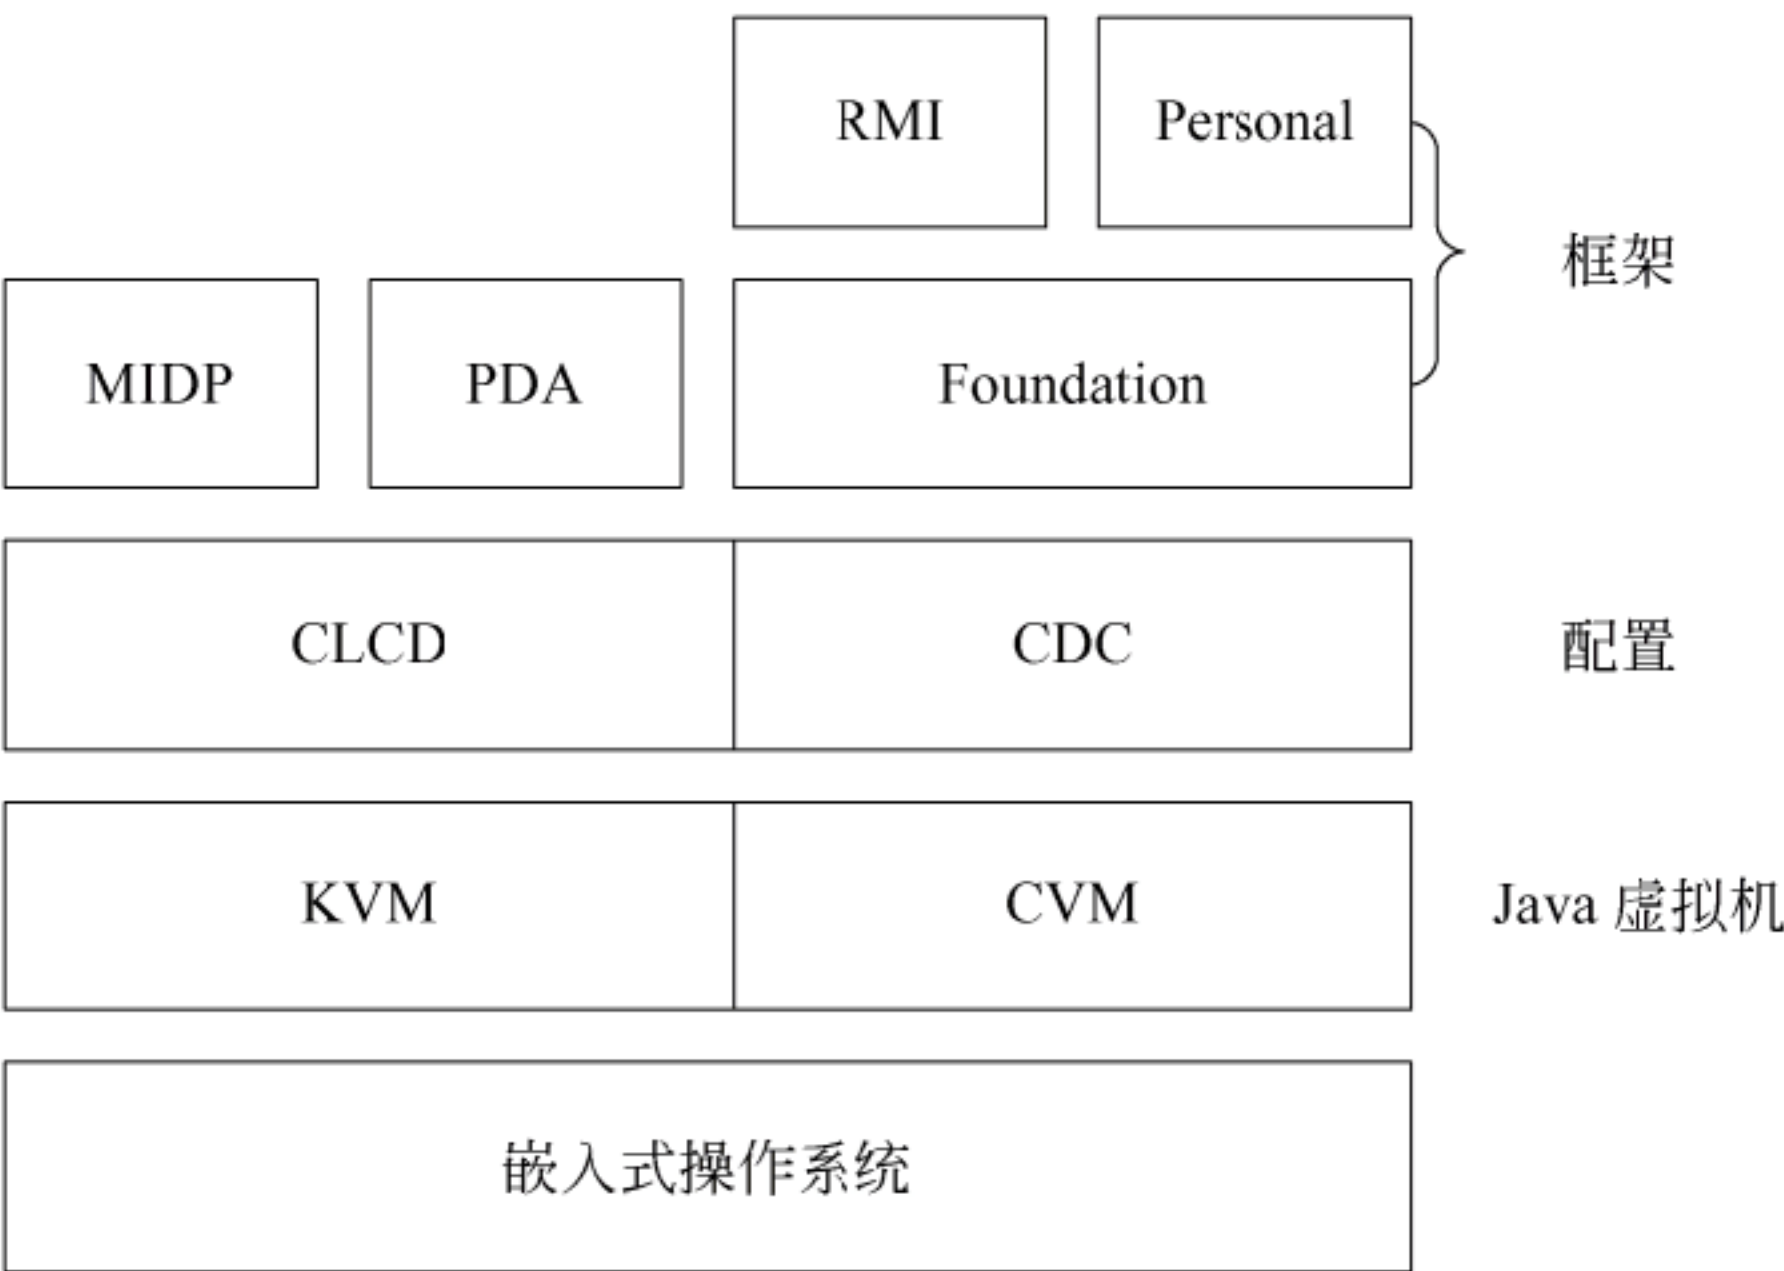 RMI
Personal
框架
MIDP
PDA
Foundation
CLCD
CDC
配置
KVM
CVM
Java 虚拟机
嵌入式操作系统